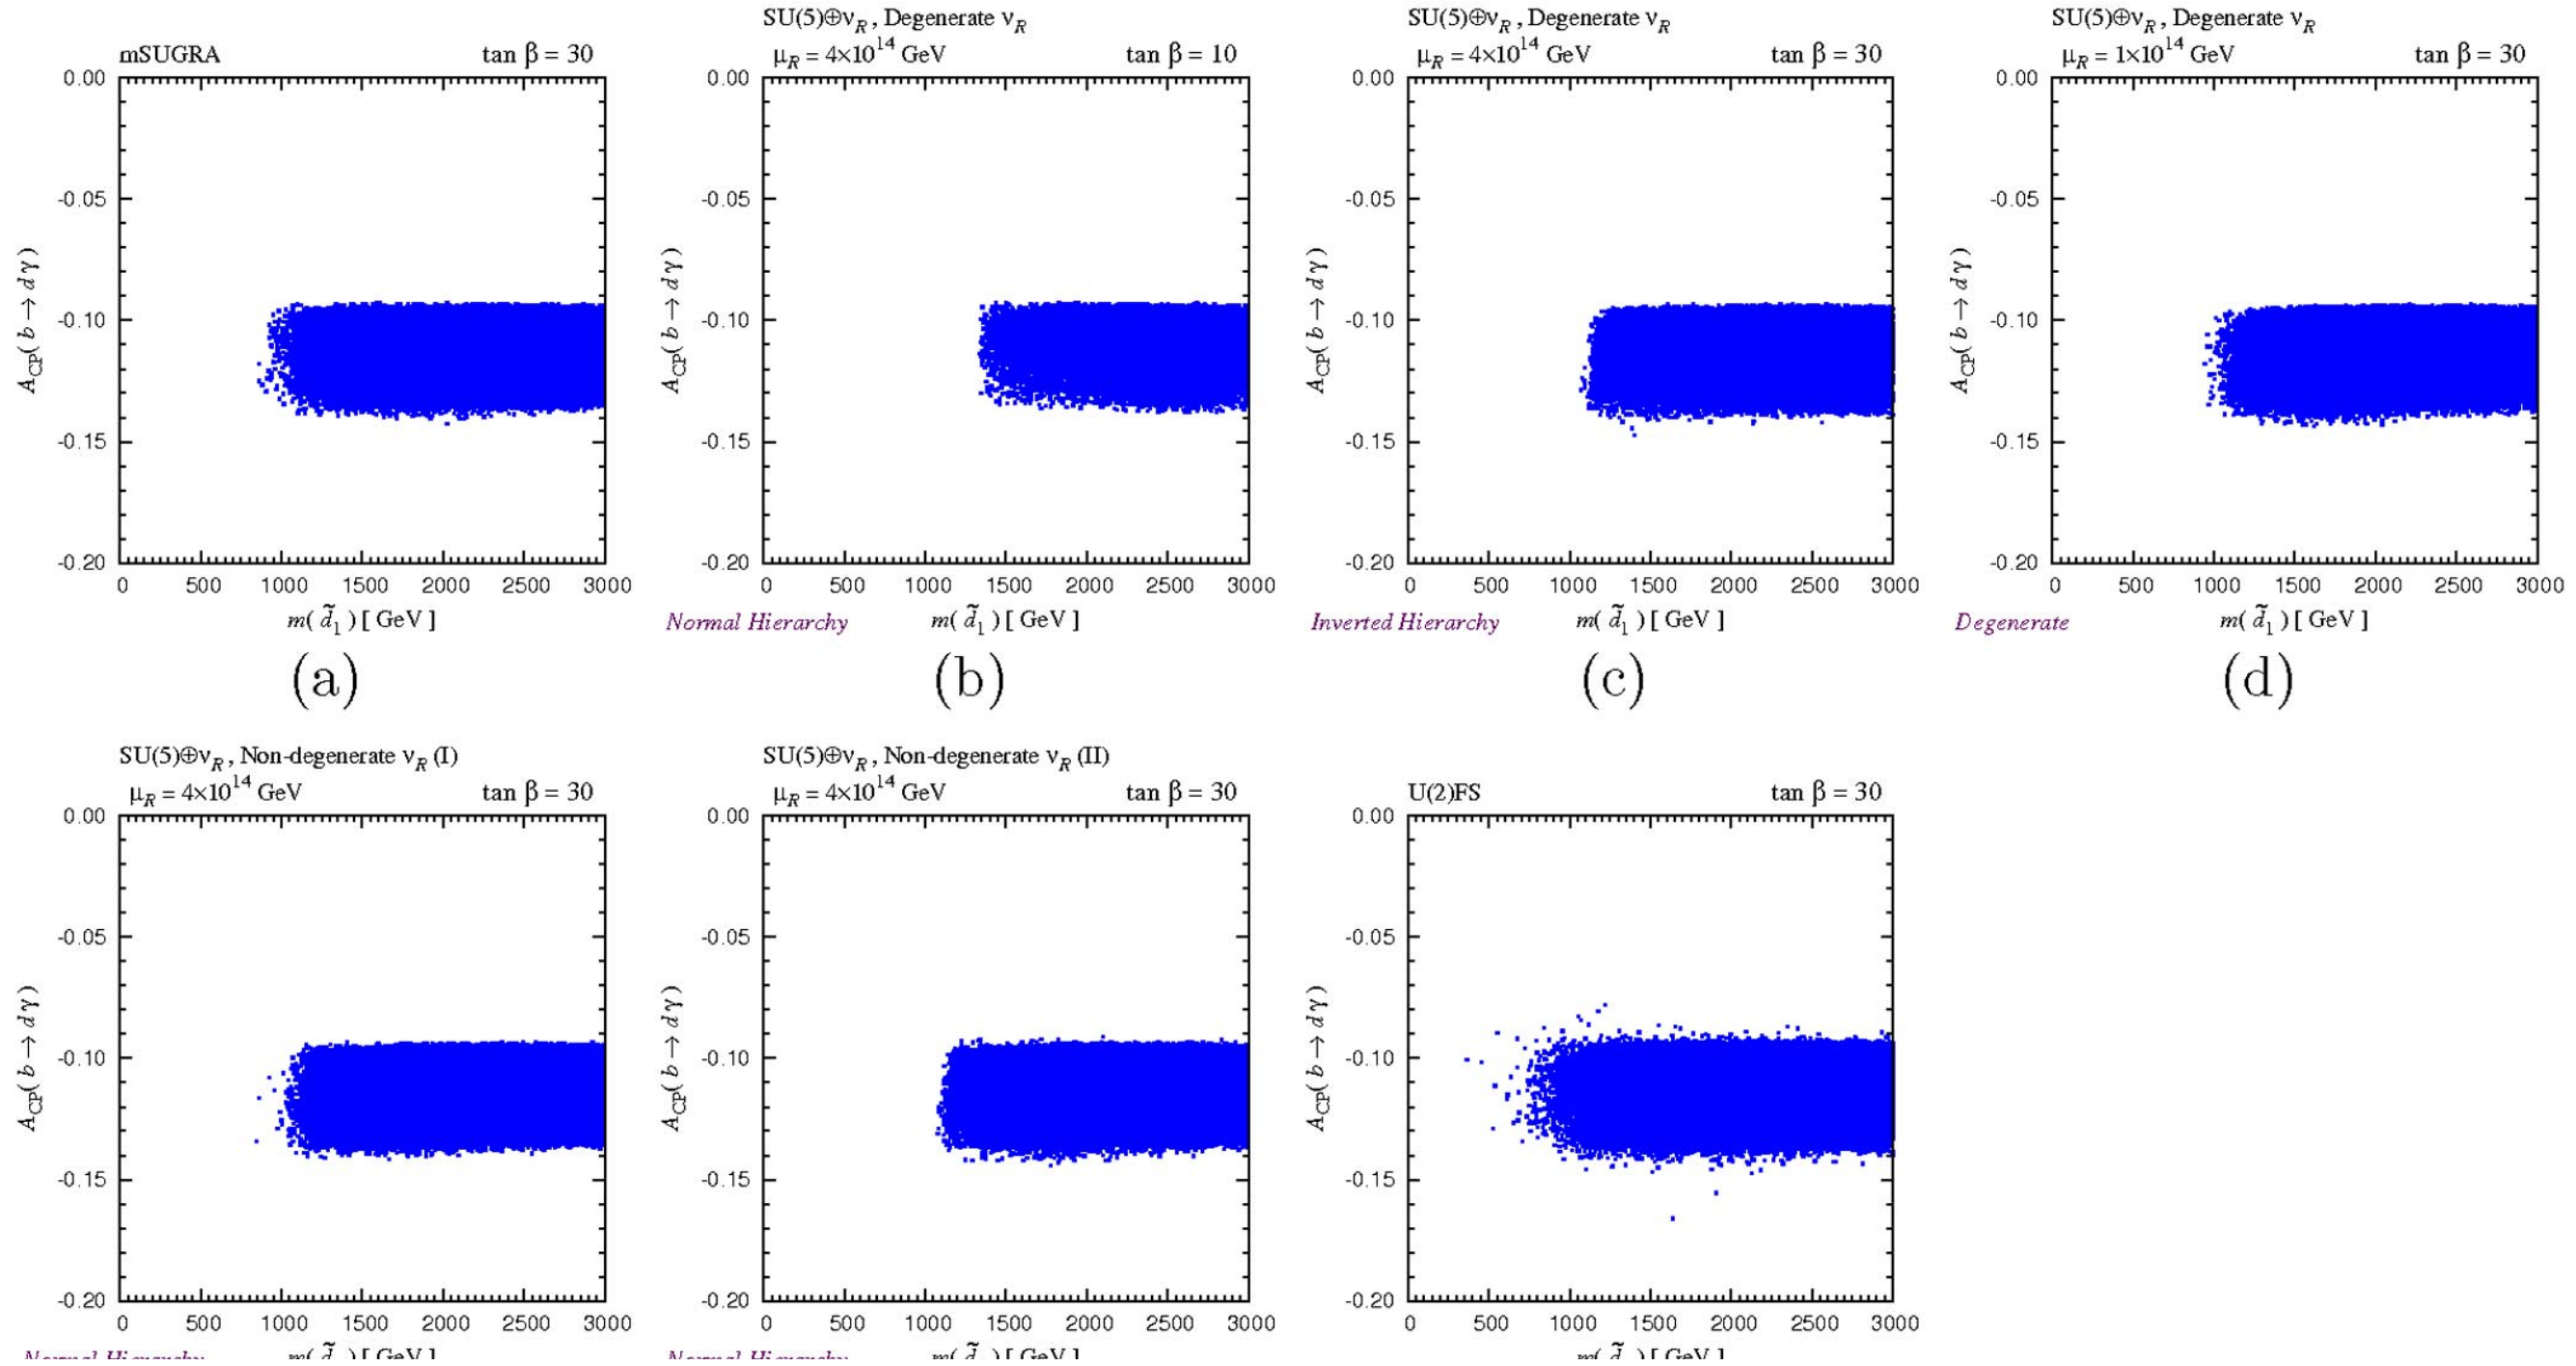 mSUGRA tan β = 30
0.00
-0.05
-0.10
-0.15
-0.20
A_CP( b → d γ )
0 500 1000 1500 2000 2500 3000
m( d̃_1 ) [ GeV ]
(a)
SU(5)⊕ν_R , Degenerate ν_R
μ_R = 4×10^14 GeV tan β = 10
0.00
-0.05
-0.10
-0.15
-0.20
A_CP( b → d γ )
0 500 1000 1500 2000 2500 3000
Normal Hierarchy m( d̃_1 ) [ GeV ]
(b)
SU(5)⊕ν_R , Degenerate ν_R
μ_R = 4×10^14 GeV tan β = 30
0.00
-0.05
-0.10
-0.15
-0.20
A_CP( b → d γ )
0 500 1000 1500 2000 2500 3000
Inverted Hierarchy m( d̃_1 ) [ GeV ]
(c)
SU(5)⊕ν_R , Degenerate ν_R
μ_R = 1×10^14 GeV tan β = 30
0.00
-0.05
-0.10
-0.15
-0.20
A_CP( b → d γ )
0 500 1000 1500 2000 2500 3000
Degenerate m( d̃_1 ) [ GeV ]
(d)
SU(5)⊕ν_R , Non-degenerate ν_R (I)
μ_R = 4×10^14 GeV tan β = 30
0.00
-0.05
-0.10
-0.15
-0.20
A_CP( b → d γ )
0 500 1000 1500 2000 2500 3000
Normal Hierarchy m( d̃ ) [ GeV ]
SU(5)⊕ν_R , Non-degenerate ν_R (II)
μ_R = 4×10^14 GeV tan β = 30
0.00
-0.05
-0.10
-0.15
-0.20
A_CP( b → d γ )
0 500 1000 1500 2000 2500 3000
Normal Hierarchy m( d̃ ) [ GeV ]
U(2)FS tan β = 30
0.00
-0.05
-0.10
-0.15
-0.20
A_CP( b → d γ )
0 500 1000 1500 2000 2500 3000
m( d̃ ) [ GeV ]